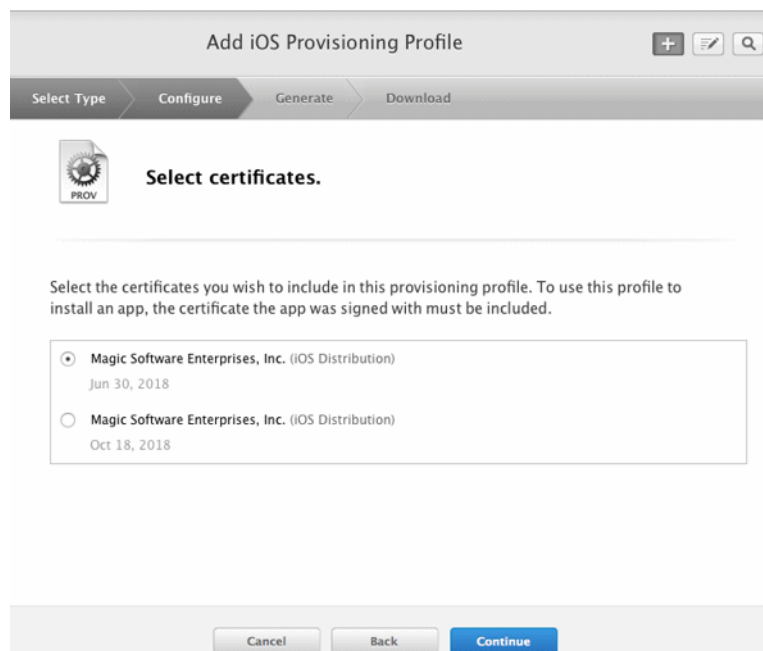 Add iOS Provisioning Profile
Select Type Configure Generate Download
PROV
Select certificates.
Select the certificates you wish to include in this provisioning profile. To use this profile to
install an app, the certificate the app was signed with must be included.
Magic Software Enterprises, Inc. (iOS Distribution)
Jun 30, 2018
Magic Software Enterprises, Inc. (iOS Distribution)
Oct 18, 2018
Cancel Back Continue